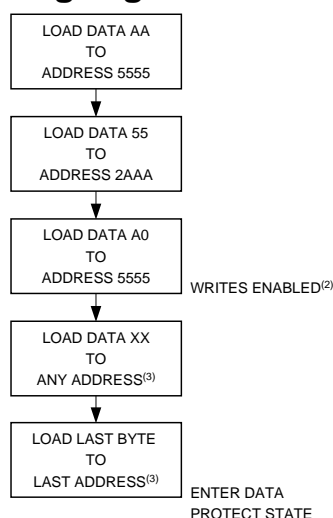 LOAD DATA AA
TO
ADDRESS 5555
LOAD DATA 55
TO
ADDRESS 2AAA
LOAD DATA A0
TO
ADDRESS 5555
WRITES ENABLED(2)
LOAD DATA XX
TO
ANY ADDRESS(3)
LOAD LAST BYTE
TO
LAST ADDRESS(3)
ENTER DATA
PROTECT STATE